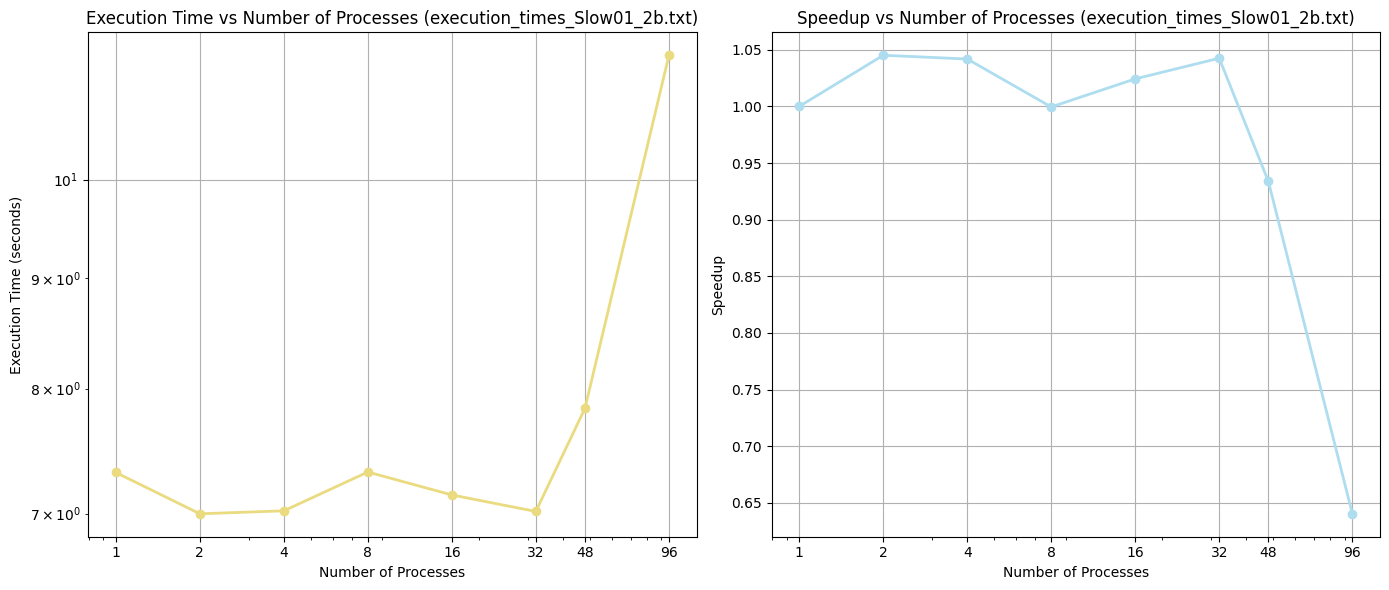 Execution Time vs Number of Processes (execution_times_Slow01_2b.txt)
Execution Time (seconds)
10¹
9 × 10⁰
8 × 10⁰
7 × 10⁰
1 2 4 8 16 32 48 96
Number of Processes
Speedup vs Number of Processes (execution_times_Slow01_2b.txt)
Speedup
1.05
1.00
0.95
0.90
0.85
0.80
0.75
0.70
0.65
1 2 4 8 16 32 48 96
Number of Processes